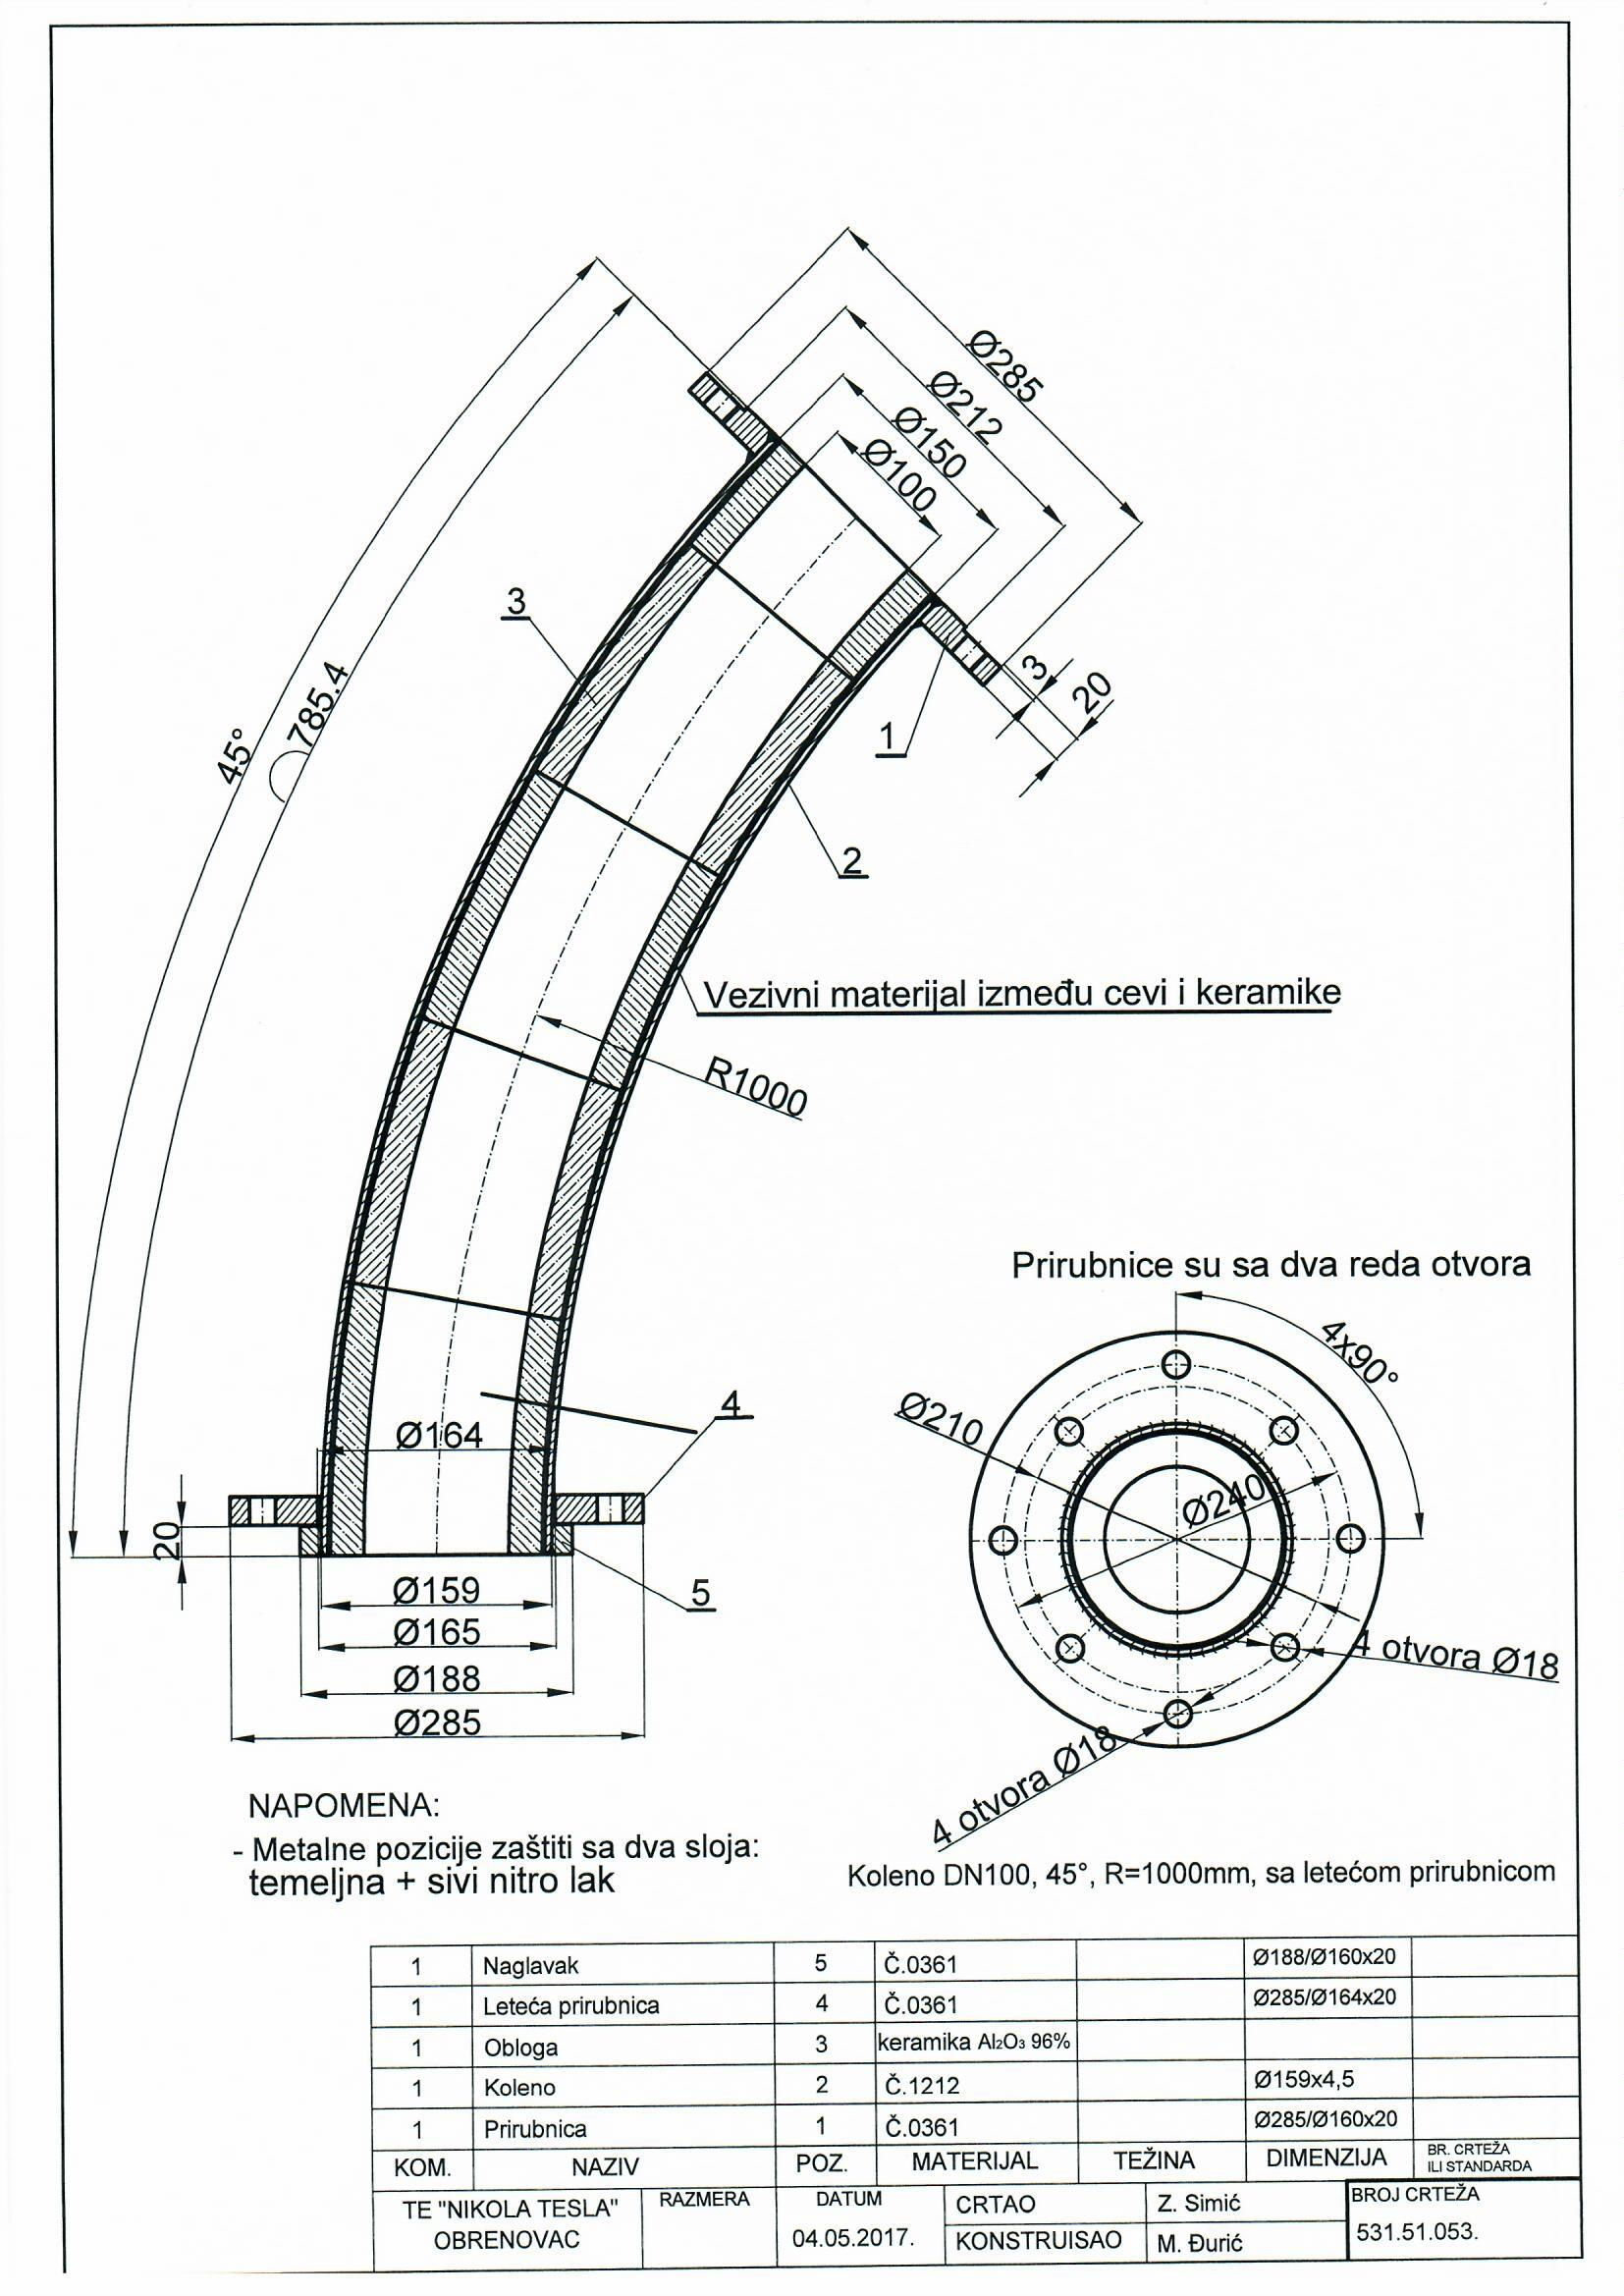 Ø285
Ø212
Ø150
Ø100
3
20
3
1
2
45°
785.4
Vezivni materijal između cevi i keramike
R1000
Prirubnice su sa dva reda otvora
4x90°
Ø210
Ø240
4 otvora Ø18
4 otvora Ø18
4
Ø164
20
5
Ø159
Ø165
Ø188
Ø285
NAPOMENA:
- Metalne pozicije zaštiti sa dva sloja:
temeljna + sivi nitro lak
Koleno DN100, 45°, R=1000mm, sa letećom prirubnicom
1 Naglavak 5 Č.0361 Ø188/Ø160x20
1 Leteća prirubnica 4 Č.0361 Ø285/Ø164x20
1 Obloga 3 keramika Al₂O₃ 96%
1 Koleno 2 Č.1212 Ø159x4,5
1 Prirubnica 1 Č.0361 Ø285/Ø160x20
KOM. NAZIV POZ. MATERIJAL TEŽINA DIMENZIJA BR. CRTEŽA
ILI STANDARDA
TE "NIKOLA TESLA"
OBRENOVAC
RAZMERA
DATUM
04.05.2017.
CRTAO Z. Simić
KONSTRUISAO M. Đurić
BROJ CRTEŽA
531.51.053.